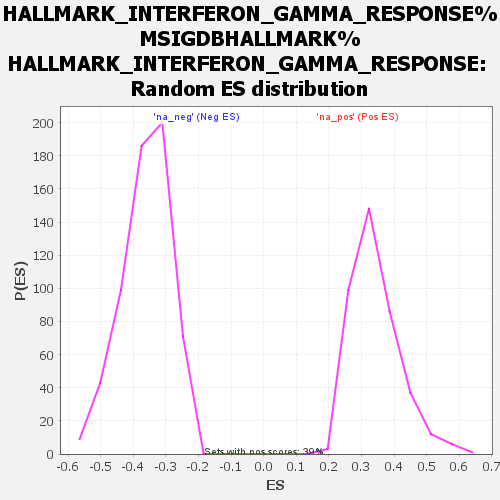 HALLMARK_INTERFERON_GAMMA_RESPONSE%
MSIGDBHALLMARK%
HALLMARK_INTERFERON_GAMMA_RESPONSE:
Random ES distribution
'na_neg' (Neg ES)
'na_pos' (Pos ES)
P(ES)
200
180
160
140
120
100
80
60
40
20
0
Sets with pos scores: 39%
-0.6 -0.5 -0.4 -0.3 -0.2 -0.1 0.0 0.1 0.2 0.3 0.4 0.5 0.6 0.7
ES